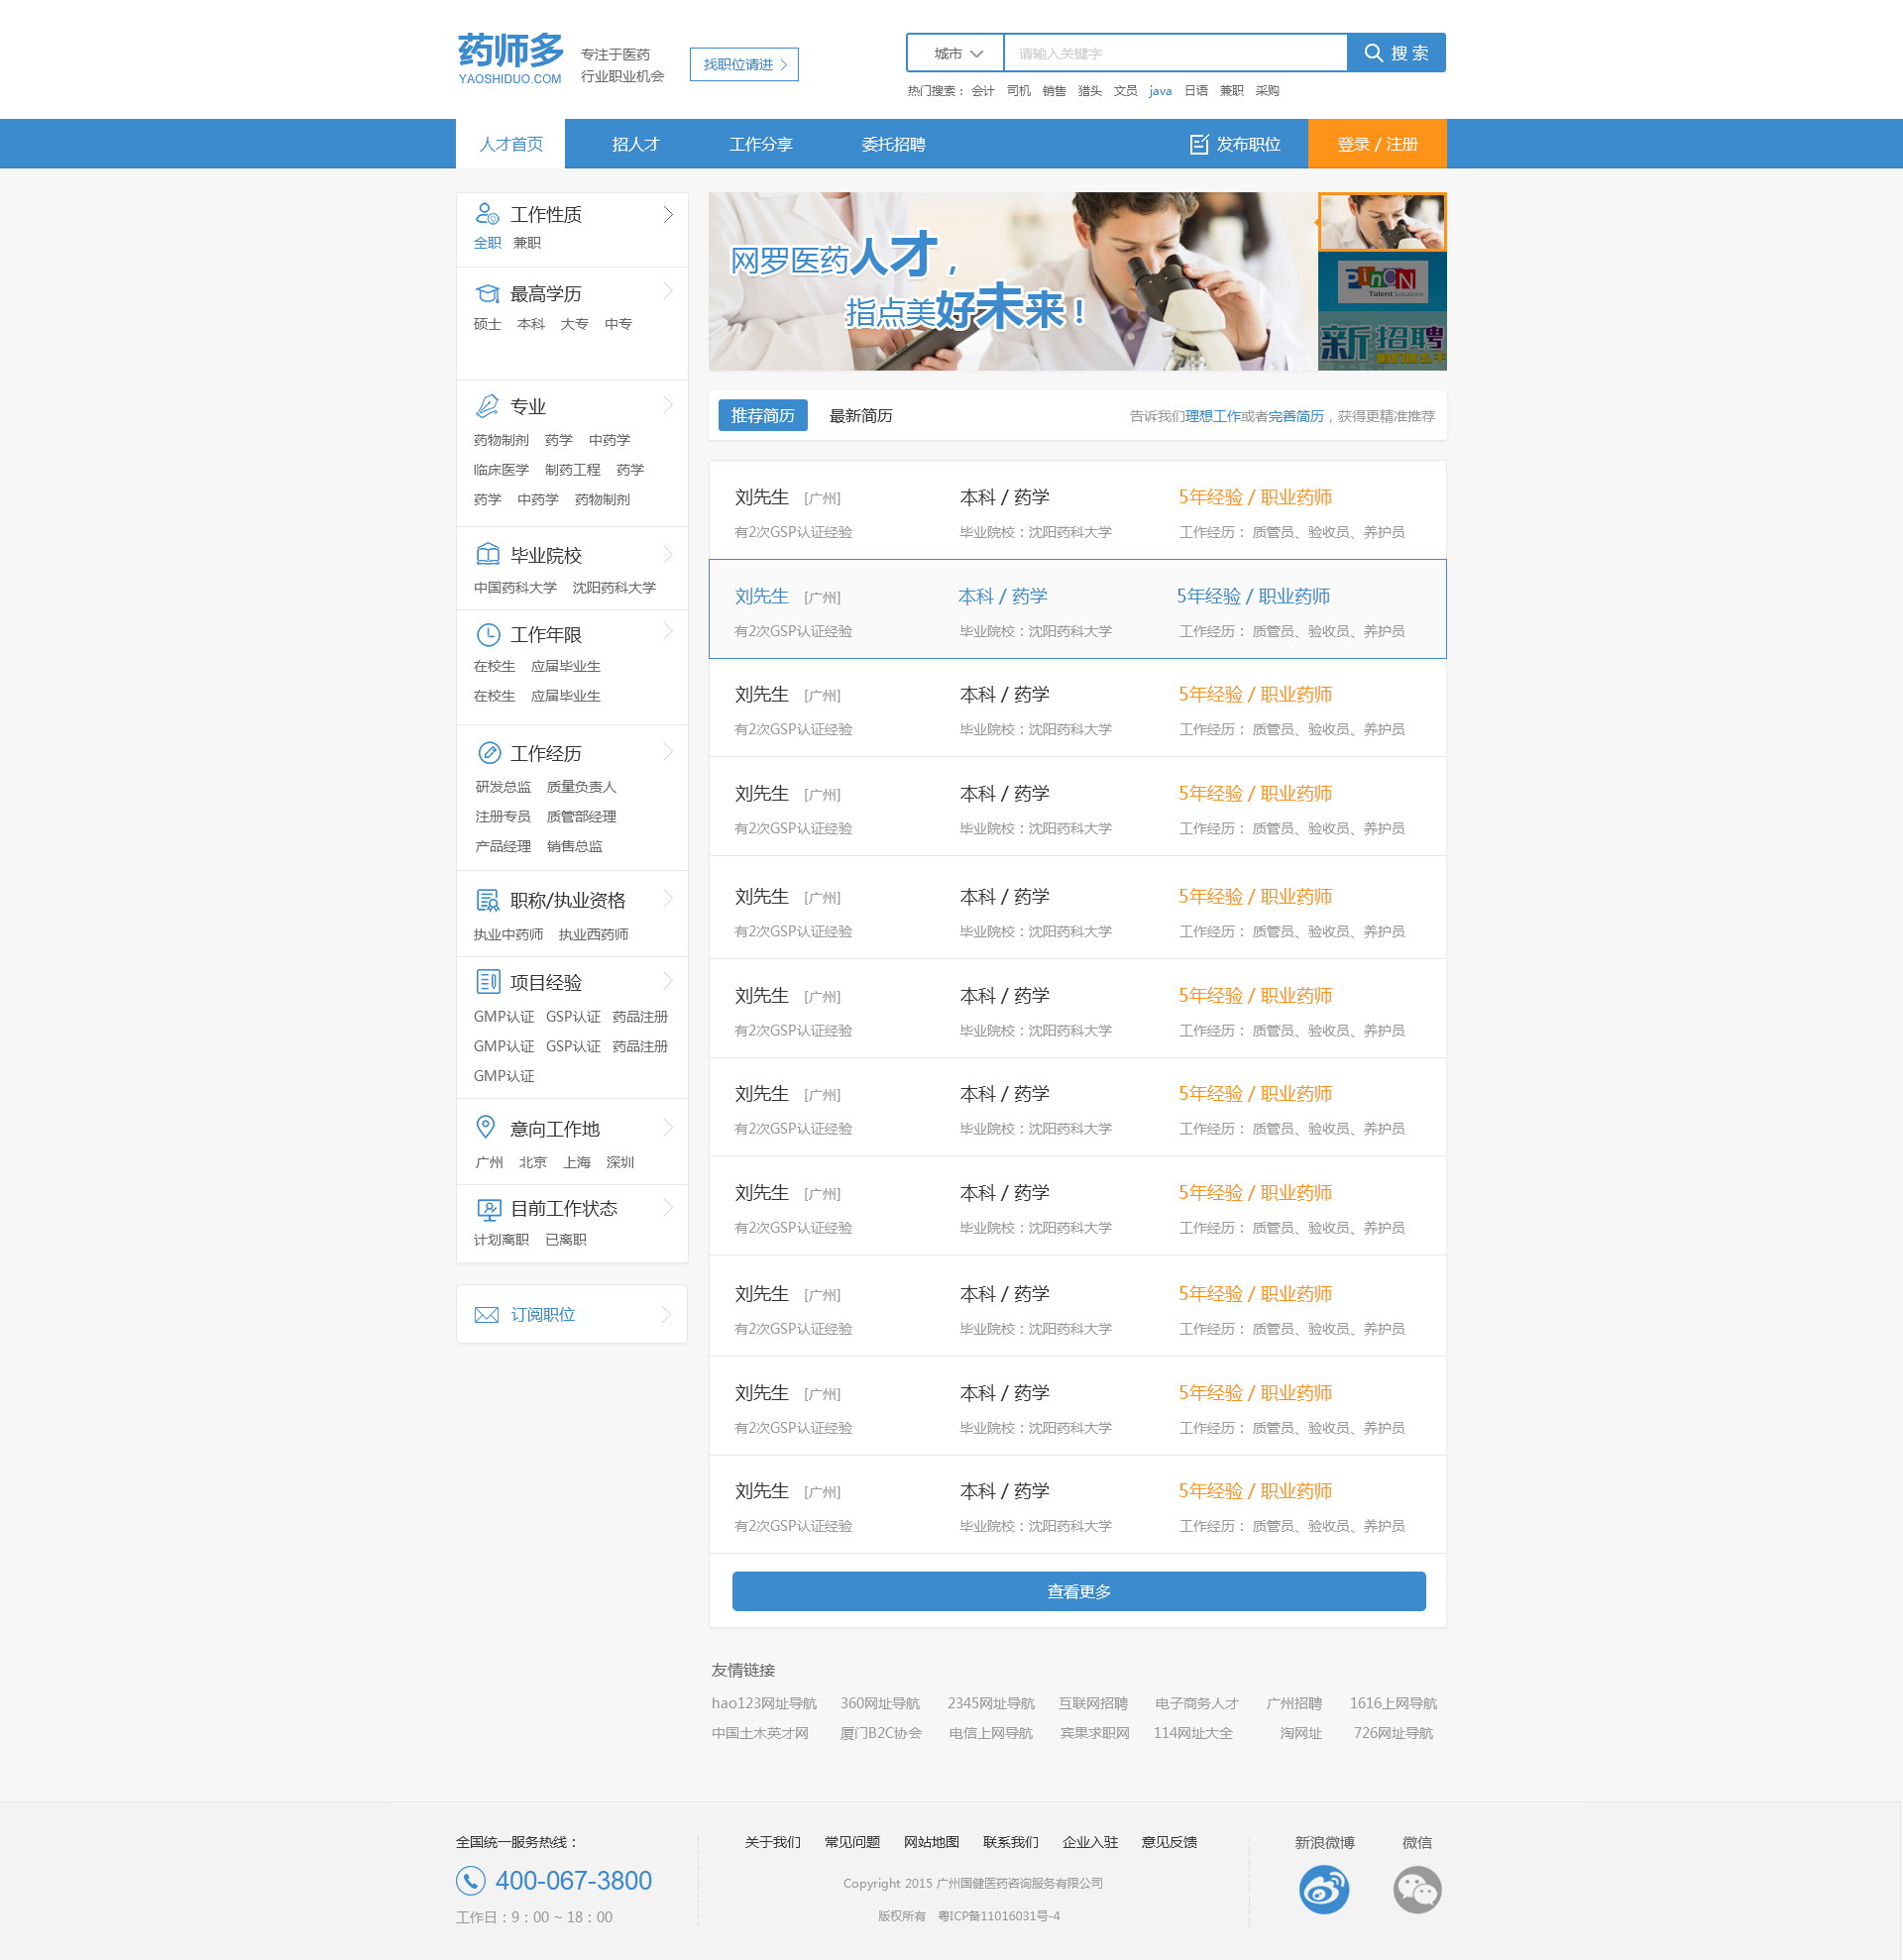 药师多
YAOSHIDUO.COM
专注于医药
行业职业机会
找职位请进
城市
请输入关键字
搜 索
热门搜索： 会计 司机 销售 猎头 文员 java 日语 兼职 采购
人才首页 招人才 工作分享 委托招聘 发布职位 登录 / 注册
工作性质
全职 兼职
最高学历
硕士 本科 大专 中专
专业
药物制剂 药学 中药学
临床医学 制药工程 药学
药学 中药学 药物制剂
毕业院校
中国药科大学 沈阳药科大学
工作年限
在校生 应届毕业生
在校生 应届毕业生
工作经历
研发总监 质量负责人
注册专员 质管部经理
产品经理 销售总监
职称/执业资格
执业中药师 执业西药师
项目经验
GMP认证 GSP认证 药品注册
GMP认证 GSP认证 药品注册
GMP认证
意向工作地
广州 北京 上海 深圳
目前工作状态
计划离职 已离职
订阅职位
网罗医药人才，
指点美好未来！
PinCN
Talent Solutions
新招聘
推荐简历 最新简历 告诉我们理想工作或者完善简历，获得更精准推荐
刘先生 [广州] 本科 / 药学 5年经验 / 职业药师
有2次GSP认证经验 毕业院校：沈阳药科大学 工作经历： 质管员、验收员、养护员
刘先生 [广州] 本科 / 药学 5年经验 / 职业药师
有2次GSP认证经验 毕业院校：沈阳药科大学 工作经历： 质管员、验收员、养护员
刘先生 [广州] 本科 / 药学 5年经验 / 职业药师
有2次GSP认证经验 毕业院校：沈阳药科大学 工作经历： 质管员、验收员、养护员
刘先生 [广州] 本科 / 药学 5年经验 / 职业药师
有2次GSP认证经验 毕业院校：沈阳药科大学 工作经历： 质管员、验收员、养护员
刘先生 [广州] 本科 / 药学 5年经验 / 职业药师
有2次GSP认证经验 毕业院校：沈阳药科大学 工作经历： 质管员、验收员、养护员
刘先生 [广州] 本科 / 药学 5年经验 / 职业药师
有2次GSP认证经验 毕业院校：沈阳药科大学 工作经历： 质管员、验收员、养护员
刘先生 [广州] 本科 / 药学 5年经验 / 职业药师
有2次GSP认证经验 毕业院校：沈阳药科大学 工作经历： 质管员、验收员、养护员
刘先生 [广州] 本科 / 药学 5年经验 / 职业药师
有2次GSP认证经验 毕业院校：沈阳药科大学 工作经历： 质管员、验收员、养护员
刘先生 [广州] 本科 / 药学 5年经验 / 职业药师
有2次GSP认证经验 毕业院校：沈阳药科大学 工作经历： 质管员、验收员、养护员
刘先生 [广州] 本科 / 药学 5年经验 / 职业药师
有2次GSP认证经验 毕业院校：沈阳药科大学 工作经历： 质管员、验收员、养护员
刘先生 [广州] 本科 / 药学 5年经验 / 职业药师
有2次GSP认证经验 毕业院校：沈阳药科大学 工作经历： 质管员、验收员、养护员
查看更多
友情链接
hao123网址导航 360网址导航 2345网址导航 互联网招聘 电子商务人才 广州招聘 1616上网导航
中国土木英才网 厦门B2C协会 电信上网导航 宾果求职网 114网址大全 淘网址 726网址导航
全国统一服务热线：
400-067-3800
工作日：9：00 ~ 18：00
关于我们 常见问题 网站地图 联系我们 企业入驻 意见反馈
Copyright 2015 广州国健医药咨询服务有限公司
版权所有 粤ICP备11016031号-4
新浪微博 微信